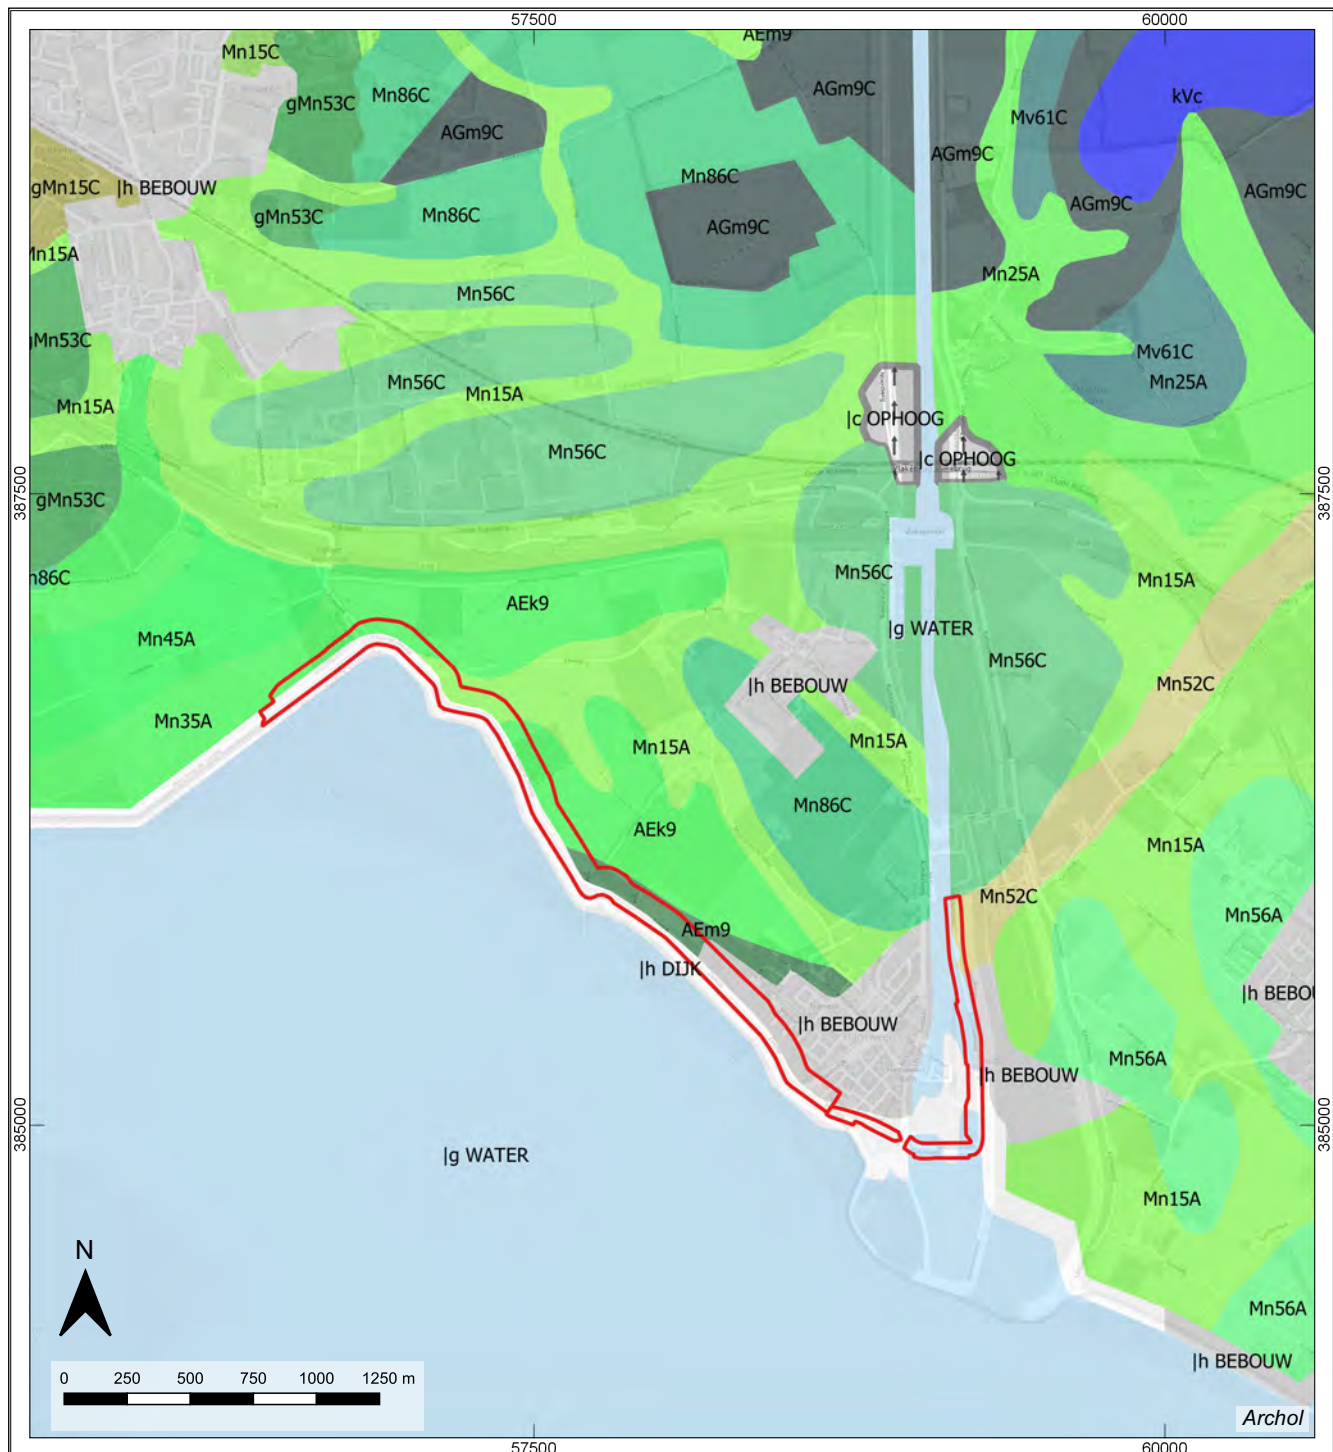 57500
60000
Mn15C
AEm9
gMn53C
Mn86C
AGm9C
AGm9C
kVc
Mv61C
AGm9C
gMn15C
|h BEBOUW
gMn53C
Mn86C
Mn86C
AGm9C
AGm9C
AGm9C
Mn15A
Mn56C
Mn25A
gMn53C
Mn56C
Mn15A
Mv61C
Mn25A
Mn15A
|c OPHOOG
Mn56C
|c OPHOOG
387500
gMn53C
387500
n86C
Mn56C
Mn15A
AEk9
|g WATER
Mn45A
Mn56C
|h BEBOUW
Mn52C
Mn35A
Mn15A
Mn15A
Mn86C
AEk9
Mn15A
Mn52C
Mn56A
AEm9
|h DIJK
|h BEBOU
|h BEBOUW
Mn56A
|h BEBOUW
385000
385000
|g WATER
Mn15A
N
Mn56A
|h BEBOUW
0 250 500 750 1000 1250 m
Archol
57500
60000